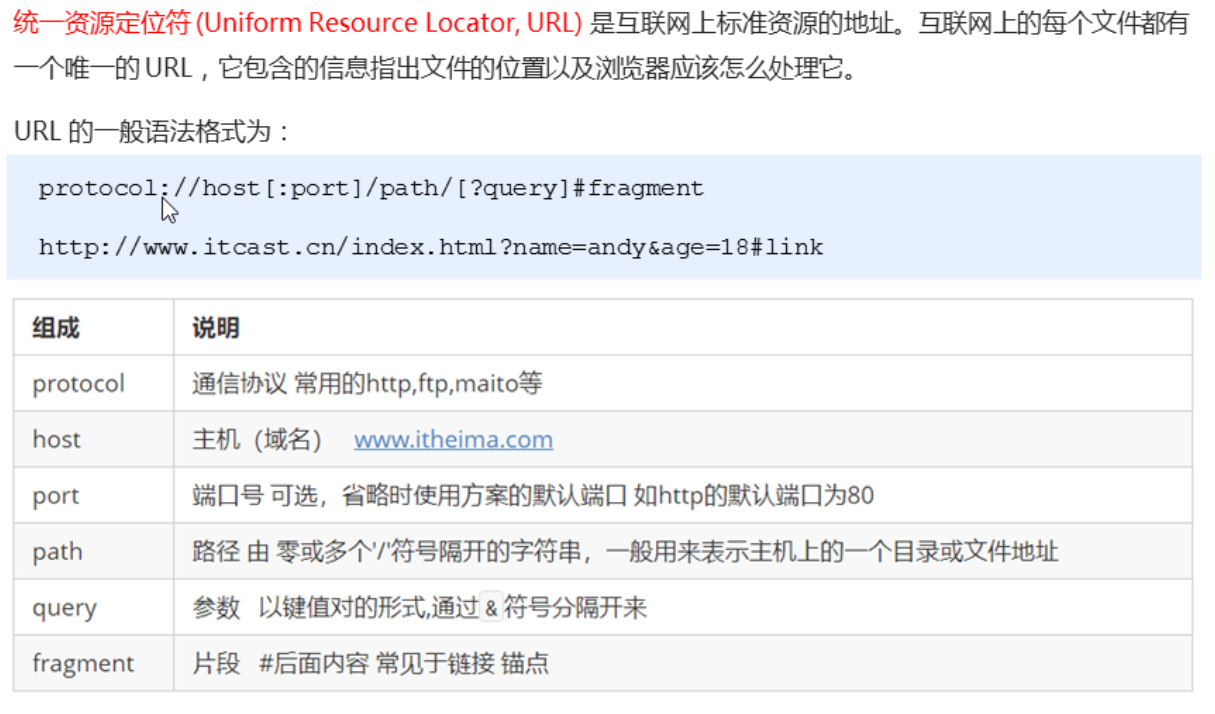 统一资源定位符 (Uniform Resource Locator, URL) 是互联网上标准资源的地址。互联网上的每个文件都有
一个唯一的 URL，它包含的信息指出文件的位置以及浏览器应该怎么处理它。
URL 的一般语法格式为：
protocol://host[:port]/path/[?query]#fragment
http://www.itcast.cn/index.html?name=andy&age=18#link
组成 说明
protocol 通信协议 常用的http,ftp,maito等
host 主机（域名） www.itheima.com
port 端口号 可选，省略时使用方案的默认端口 如http的默认端口为80
path 路径 由 零或多个'/'符号隔开的字符串，一般用来表示主机上的一个目录或文件地址
query 参数 以键值对的形式,通过&符号分隔开来
fragment 片段 #后面内容 常见于链接 锚点